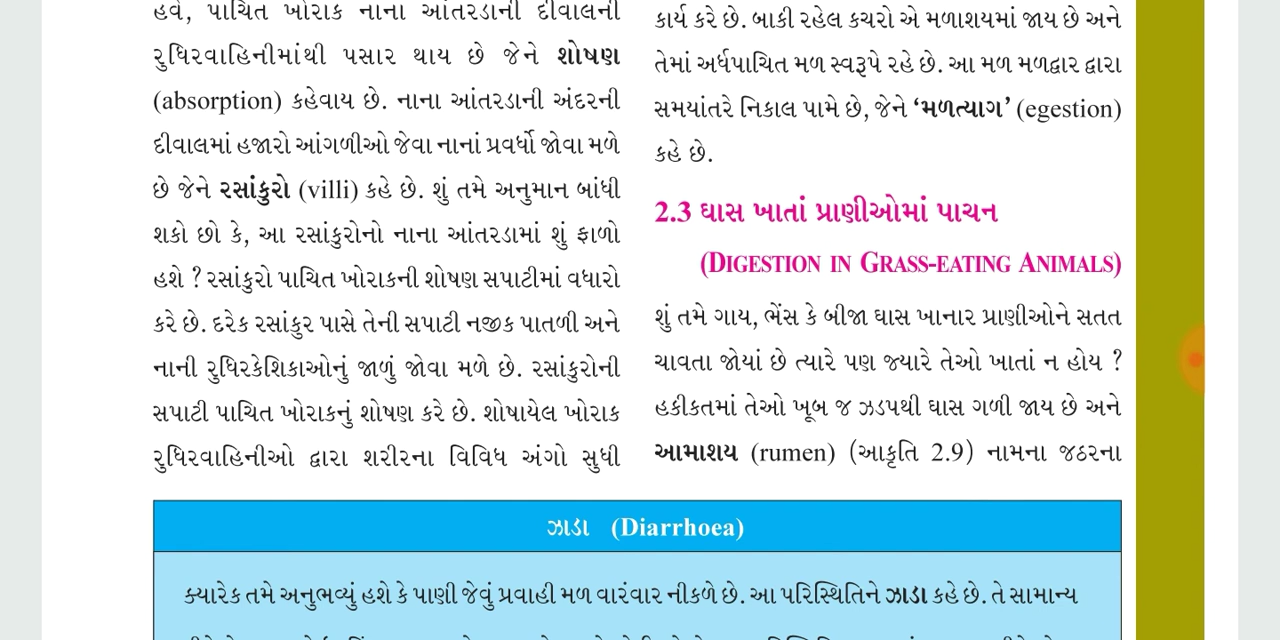 હવે, પાચિત ખોરાક નાના આંતરડાની દીવાલની
રુધિરવાહિનીમાંથી પસાર થાય છે જેને શોષણ
(absorption) કહેવાય છે. નાના આંતરડાની અંદરની
દીવાલમાં હજારો આંગળીઓ જેવા નાનાં પ્રવર્ધો જોવા મળે
છે જેને રસાંકુરો (villi) કહે છે. શું તમે અનુમાન બાંધી
શકો છો કે, આ રસાંકુરોનો નાના આંતરડામાં શું ફાળો
હશે ? રસાંકુરો પાચિત ખોરાકની શોષણ સપાટીમાં વધારો
કરે છે. દરેક રસાંકુર પાસે તેની સપાટી નજીક પાતળી અને
નાની રુધિરકેશિકાઓનું જાળું જોવા મળે છે. રસાંકુરોની
સપાટી પાચિત ખોરાકનું શોષણ કરે છે. શોષાયેલ ખોરાક
રુધિરવાહિનીઓ દ્વારા શરીરના વિવિધ અંગો સુધી
કાર્ય કરે છે. બાકી રહેલ કચરો એ મળાશયમાં જાય છે અને
તેમાં અર્ધપાચિત મળ સ્વરૂપે રહે છે. આ મળ મળદ્વાર દ્વારા
સમયાંતરે નિકાલ પામે છે, જેને ‘મળત્યાગ’ (egestion)
કહે છે.
2.3 ઘાસ ખાતાં પ્રાણીઓમાં પાચન
(DIGESTION IN GRASS-EATING ANIMALS)
શું તમે ગાય, ભેંસ કે બીજા ઘાસ ખાનાર પ્રાણીઓને સતત
ચાવતા જોયાં છે ત્યારે પણ જ્યારે તેઓ ખાતાં ન હોય ?
હકીકતમાં તેઓ ખૂબ જ ઝડપથી ઘાસ ગળી જાય છે અને
આમાશય (rumen) (આકૃતિ 2.9) નામના જઠરના
ઝાડા (Diarrhoea)
ક્યારેક તમે અનુભવ્યું હશે કે પાણી જેવું પ્રવાહી મળ વારંવાર નીકળે છે. આ પરિસ્થિતિને ઝાડા કહે છે. તે સામાન્ય